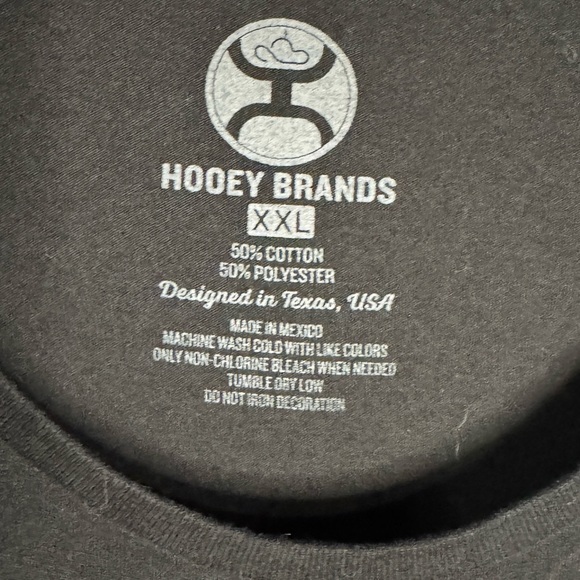 HOOEY BRANDS
XXL
50% COTTON
50% POLYESTER
Designed in Texas, USA
MADE IN MEXICO
MACHINE WASH COLD WITH LIKE COLORS
ONLY NON-CHLORINE BLEACH WHEN NEEDED
TUMBLE DRY LOW
DO NOT IRON DECORATION